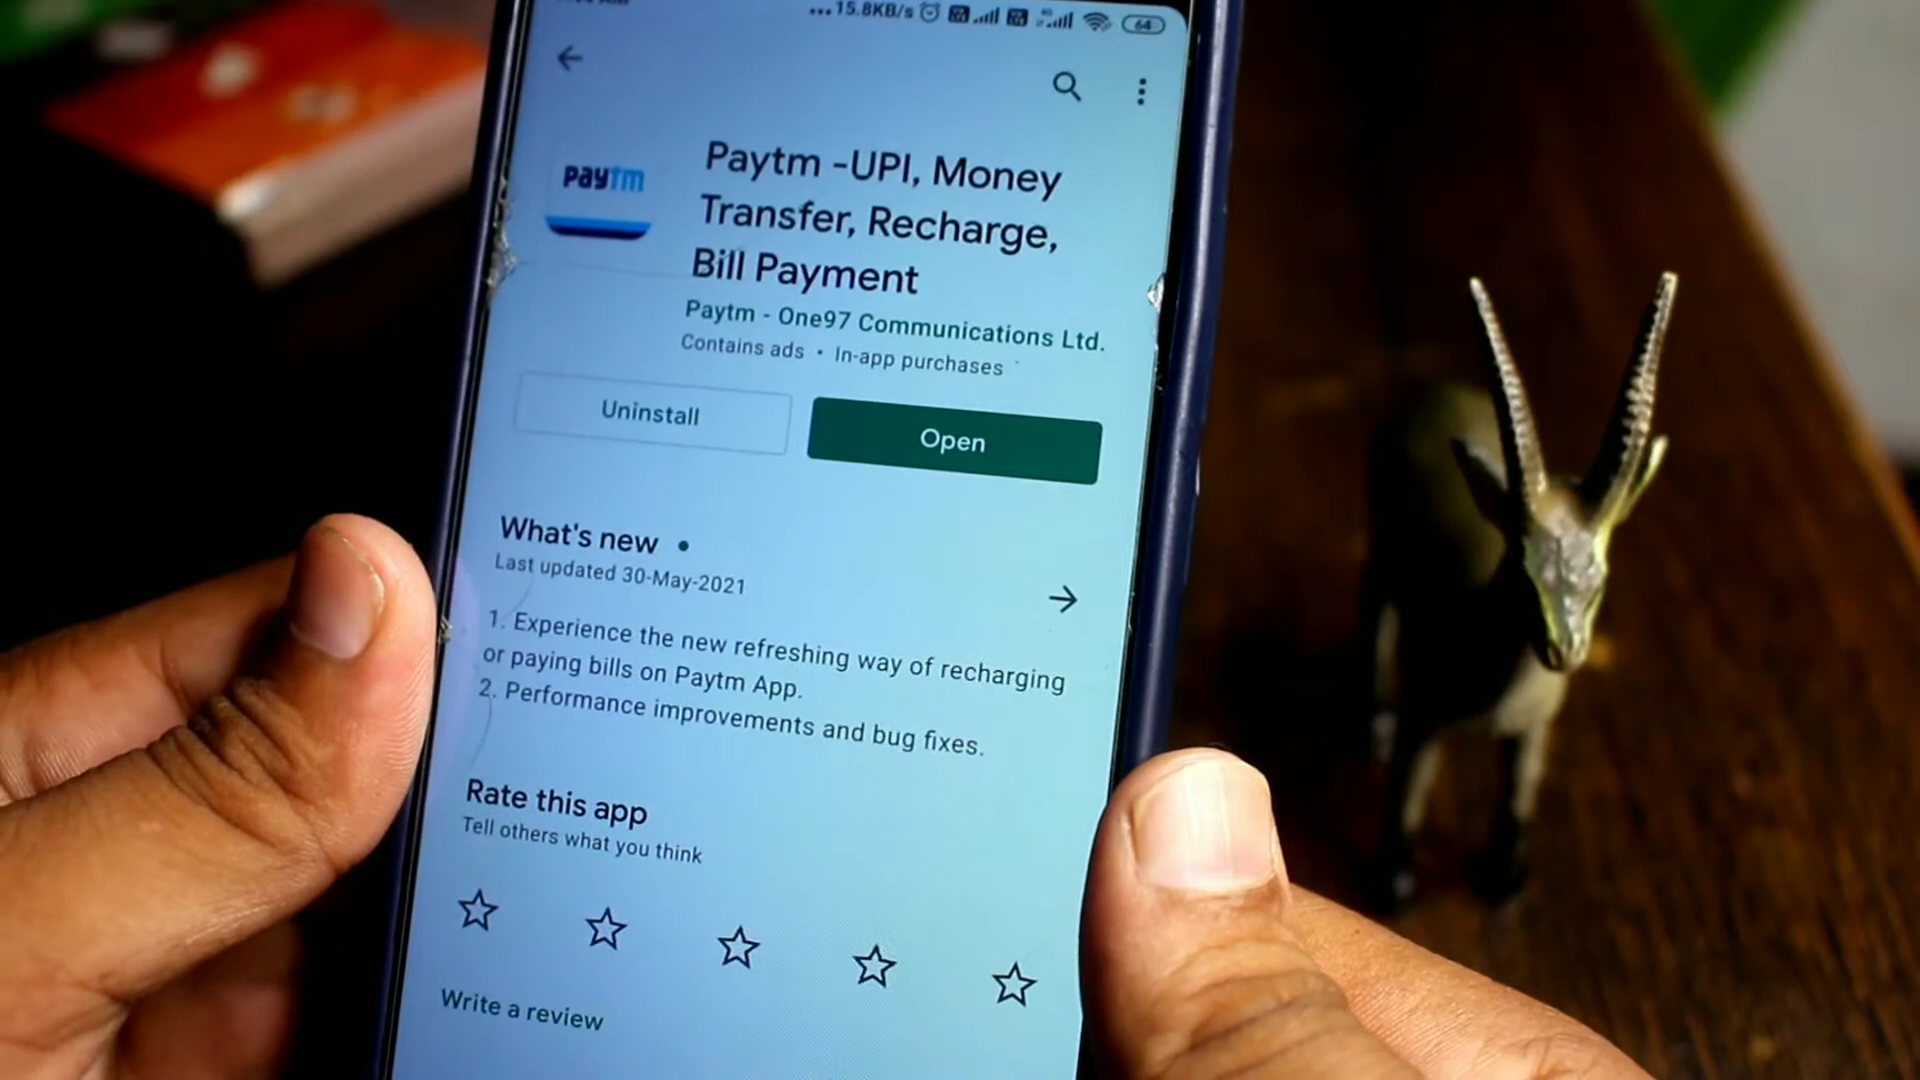 ...15.8KB/s 64
paytm
Paytm -UPI, Money
Transfer, Recharge,
Bill Payment
Paytm - One97 Communications Ltd.
Contains ads • In-app purchases
Uninstall
Open
What's new •
Last updated 30-May-2021
1. Experience the new refreshing way of recharging
or paying bills on Paytm App.
2. Performance improvements and bug fixes.
Rate this app
Tell others what you think
Write a review